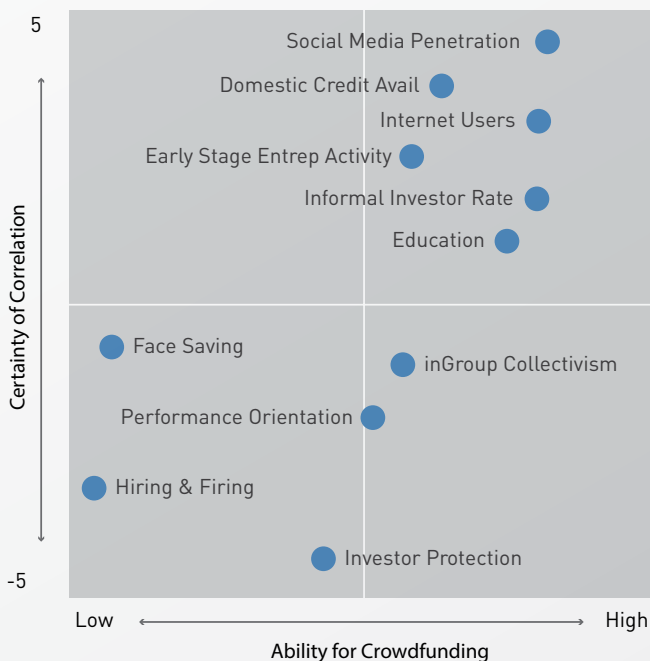 5
Social Media Penetration
Domestic Credit Avail
Internet Users
Early Stage Entrep Activity
Informal Investor Rate
Education
Certainty of Correlation
Face Saving
inGroup Collectivism
Performance Orientation
Hiring & Firing
Investor Protection
-5
Low
High
Ability for Crowdfunding